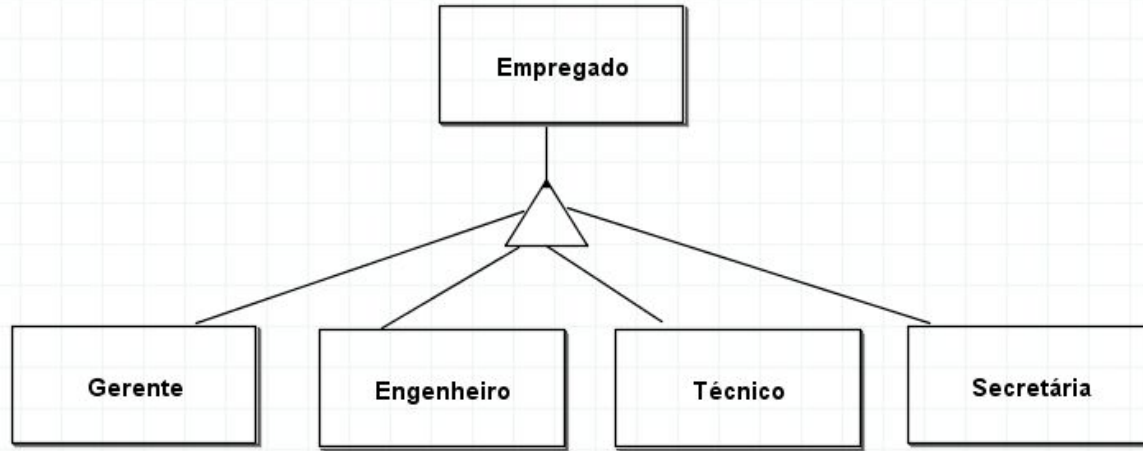 Empregado
Gerente
Engenheiro
Técnico
Secretária